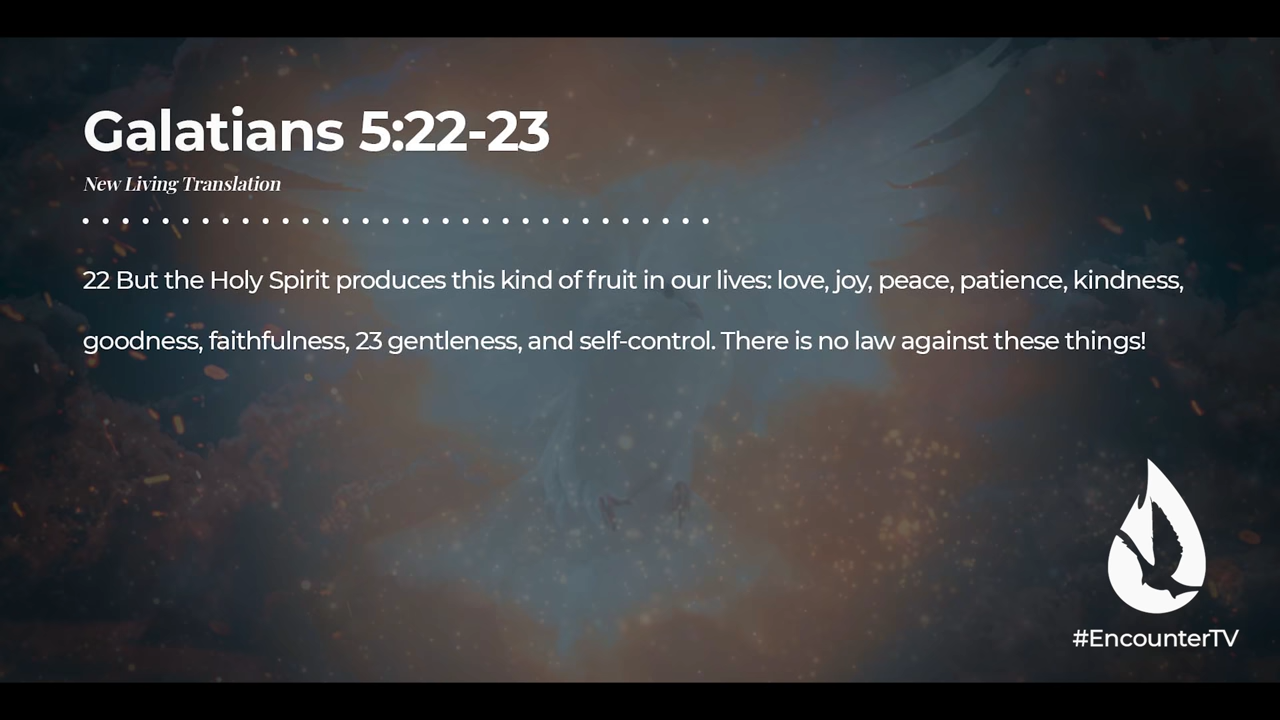 Galatians 5:22-23
New Living Translation
22 But the Holy Spirit produces this kind of fruit in our lives: love, joy, peace, patience, kindness,
goodness, faithfulness, 23 gentleness, and self-control. There is no law against these things!
#EncounterTV